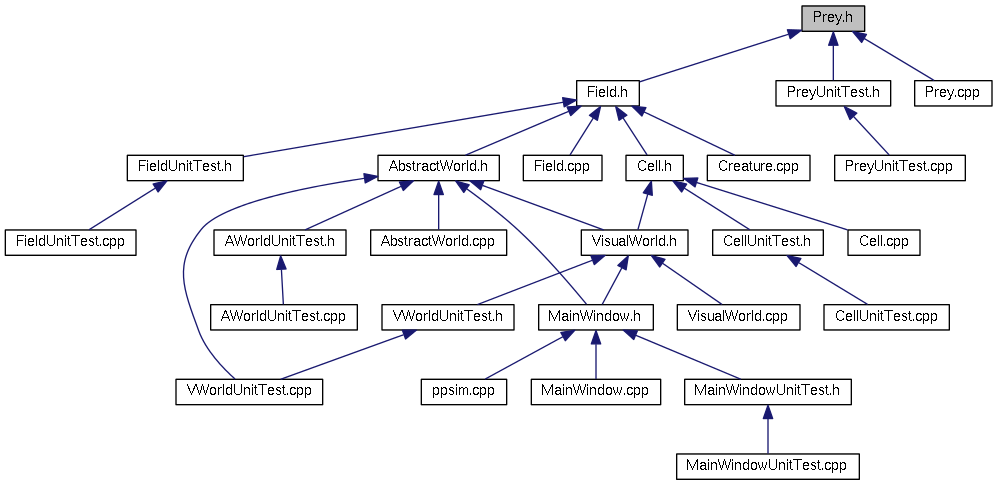 Prey.h
Field.h
PreyUnitTest.h
Prey.cpp
FieldUnitTest.h
AbstractWorld.h
Field.cpp
Cell.h
Creature.cpp
PreyUnitTest.cpp
FieldUnitTest.cpp
AWorldUnitTest.h
AbstractWorld.cpp
VisualWorld.h
CellUnitTest.h
Cell.cpp
AWorldUnitTest.cpp
VWorldUnitTest.h
MainWindow.h
VisualWorld.cpp
CellUnitTest.cpp
VWorldUnitTest.cpp
ppsim.cpp
MainWindow.cpp
MainWindowUnitTest.h
MainWindowUnitTest.cpp